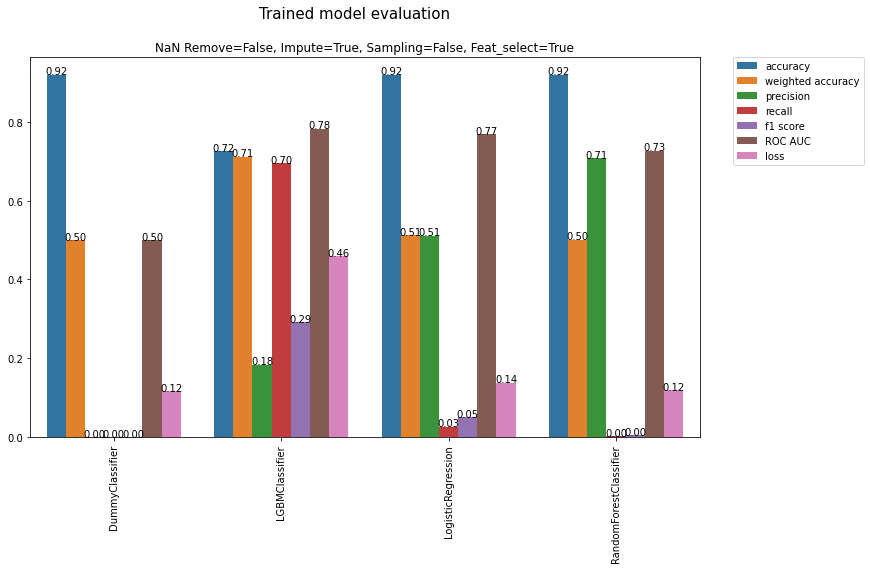 Trained model evaluation
NaN Remove=False, Impute=True, Sampling=False, Feat_select=True
0.92
0.50
0.00
0.00
0.00
0.50
0.12
0.72
0.71
0.18
0.70
0.29
0.78
0.46
0.92
0.51
0.51
0.03
0.05
0.77
0.14
0.92
0.50
0.71
0.00
0.00
0.73
0.12
0.8
0.6
0.4
0.2
0.0
DummyClassifier
LGBMClassifier
LogisticRegression
RandomForestClassifier
accuracy
weighted accuracy
precision
recall
f1 score
ROC AUC
loss